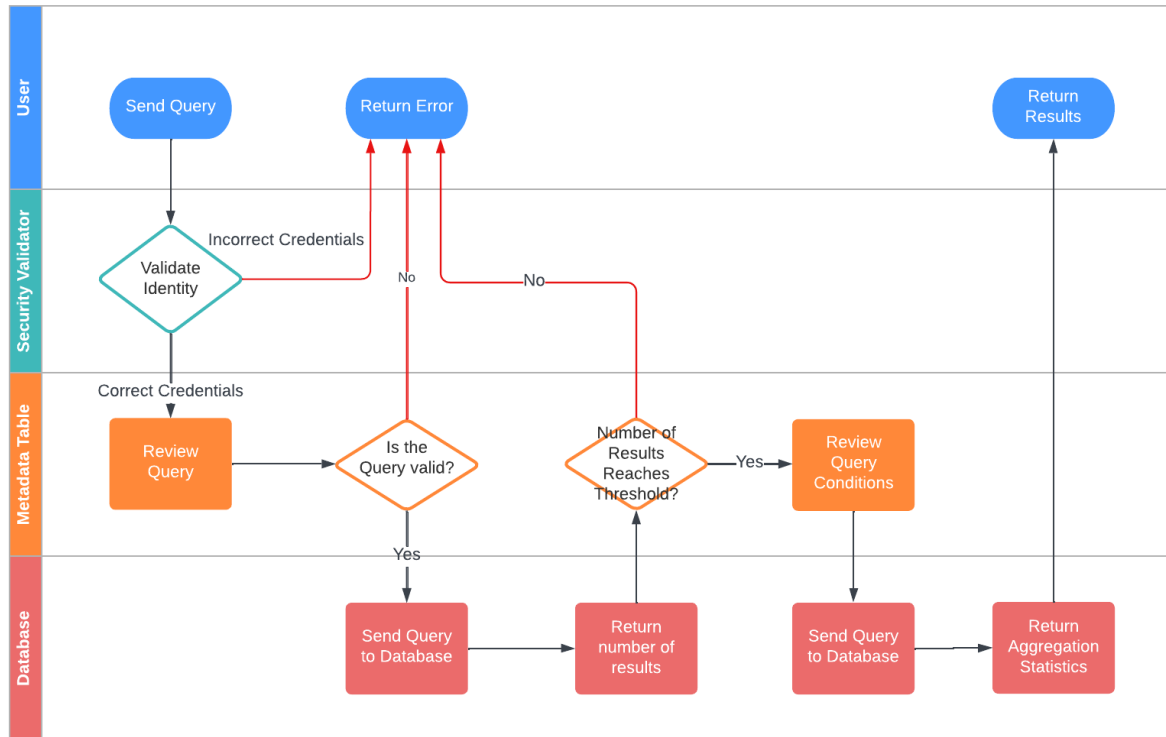 User
Send Query
Return Error
Return
Results
Security Validator
Validate
Identity
Incorrect Credentials
No
No
Correct Credentials
Metadata Table
Review
Query
Is the
Query valid?
Number of
Results
Reaches
Threshold?
Yes
Review
Query
Conditions
Yes
Database
Send Query
to Database
Return
number of
results
Send Query
to Database
Return
Aggregation
Statistics